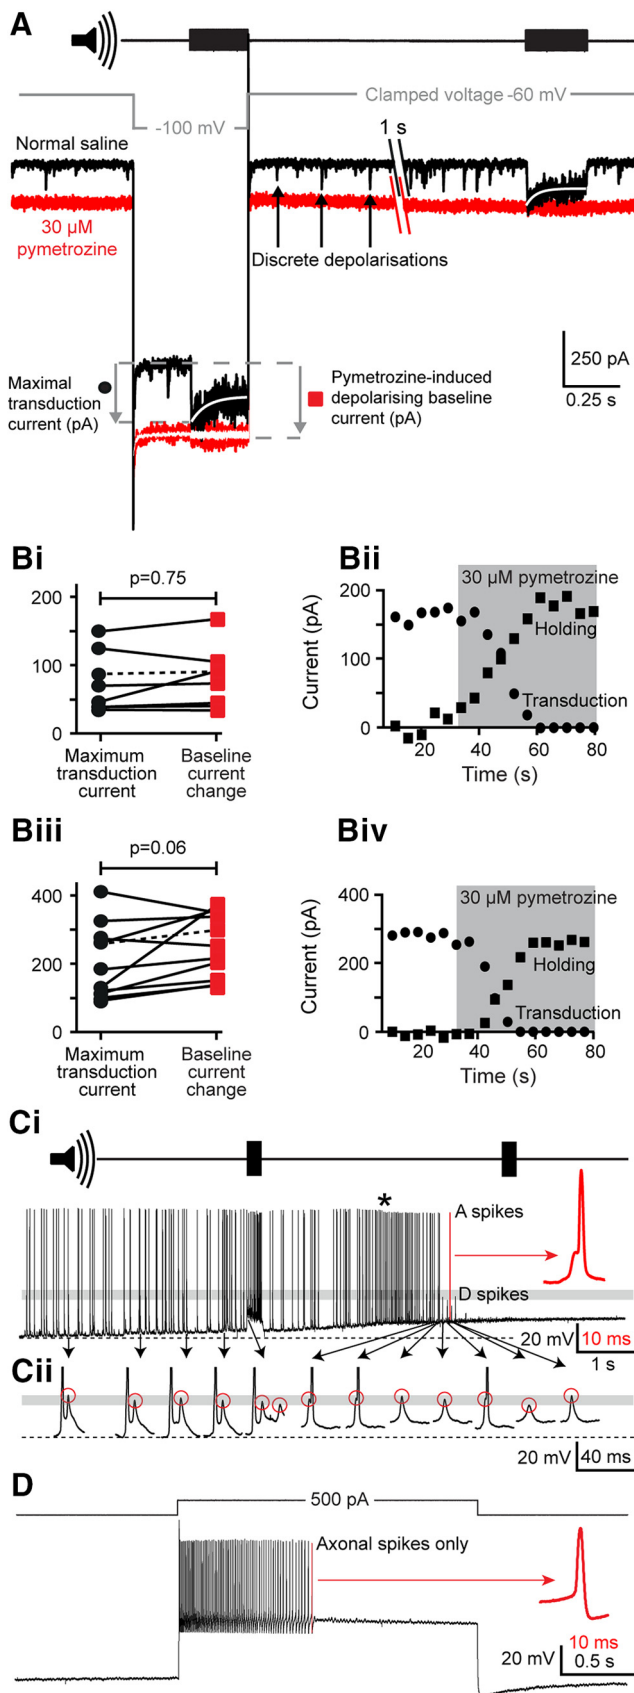 A
Clamped voltage -60 mV
-100 mV
1 s
Normal saline
30 µM
pymetrozine
Discrete depolarisations
250 pA
0.25 s
Maximal
transduction
current (pA)
Pymetrozine-induced
depolarising baseline
current (pA)
Bi
p=0.75
200
100
0
Maximum
transduction
current
Baseline
current
change
Bii
Current (pA)
200
100
0
30 µM pymetrozine
Holding
Transduction
20
40
60
80
Time (s)
Biii
p=0.06
400
200
0
Maximum
transduction
current
Baseline
current
change
Biv
Current (pA)
400
200
0
30 µM pymetrozine
Holding
Transduction
20
40
60
80
Time (s)
Ci
*
A spikes
D spikes
20 mV
10 ms
1 s
Cii
20 mV
40 ms
D
500 pA
Axonal spikes only
10 ms
20 mV
0.5 s